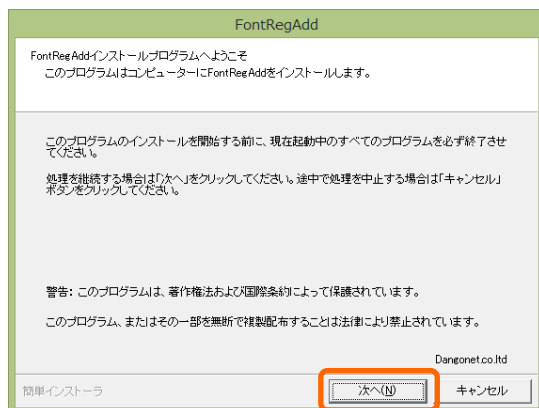 FontRegAdd
FontRegAddインストールプログラムへようこそ
このプログラムはコンピューターにFontRegAddをインストールします。
このプログラムのインストールを開始する前に、現在起動中のすべてのプログラムを必ず終了させ
てください。
処理を継続する場合は「次へ」をクリックしてください。途中で処理を中止する場合は「キャンセル」
ボタンをクリックしてください。
警告: このプログラムは、著作権法および国際条約によって保護されています。
このプログラム、またはその一部を無断で複製配布することは法律により禁止されています。
Dangonet.co.ltd
簡単インストーラ
次へ(N)
キャンセル